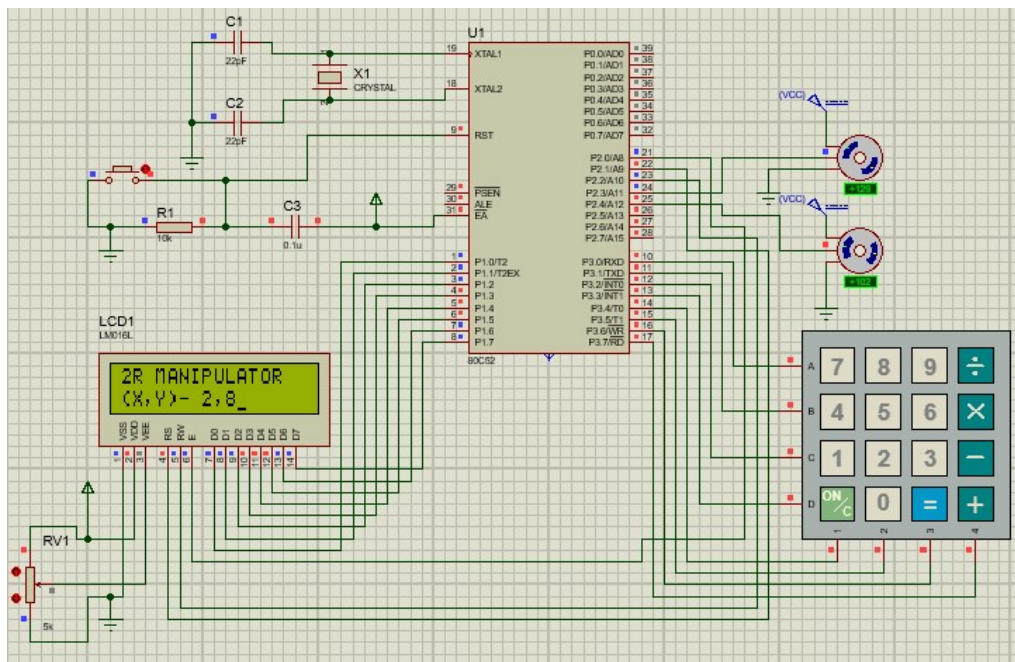 C1
22pF
X1
CRYSTAL
C2
22pF
R1
10k
C3
0.1u
U1
19 XTAL1
18 XTAL2
9 RST
29 PSEN
30 ALE
31 EA
1 P1.0/T2
2 P1.1/T2EX
3 P1.2
4 P1.3
5 P1.4
6 P1.5
7 P1.6
8 P1.7
P0.0/AD0 39
P0.1/AD1 38
P0.2/AD2 37
P0.3/AD3 36
P0.4/AD4 35
P0.5/AD5 34
P0.6/AD6 33
P0.7/AD7 32
P2.0/A8 21
P2.1/A9 22
P2.2/A10 23
P2.3/A11 24
P2.4/A12 25
P2.5/A13 26
P2.6/A14 27
P2.7/A15 28
P3.0/RXD 10
P3.1/TXD 11
P3.2/INT0 12
P3.3/INT1 13
P3.4/T0 14
P3.5/T1 15
P3.6/WR 16
P3.7/RD 17
80C52
(VCC)
+129
(VCC)
+102
LCD1
LM016L
2R MANIPULATOR
(X,Y)- 2,8_
VSS VDD VEE RS RW E D0 D1 D2 D3 D4 D5 D6 D7
1 2 3 4 5 6 7 8 9 10 11 12 13 14
RV1
5k
A 7 8 9 ÷
B 4 5 6 ×
C 1 2 3 −
D ON/C 0 = +
1 2 3 4